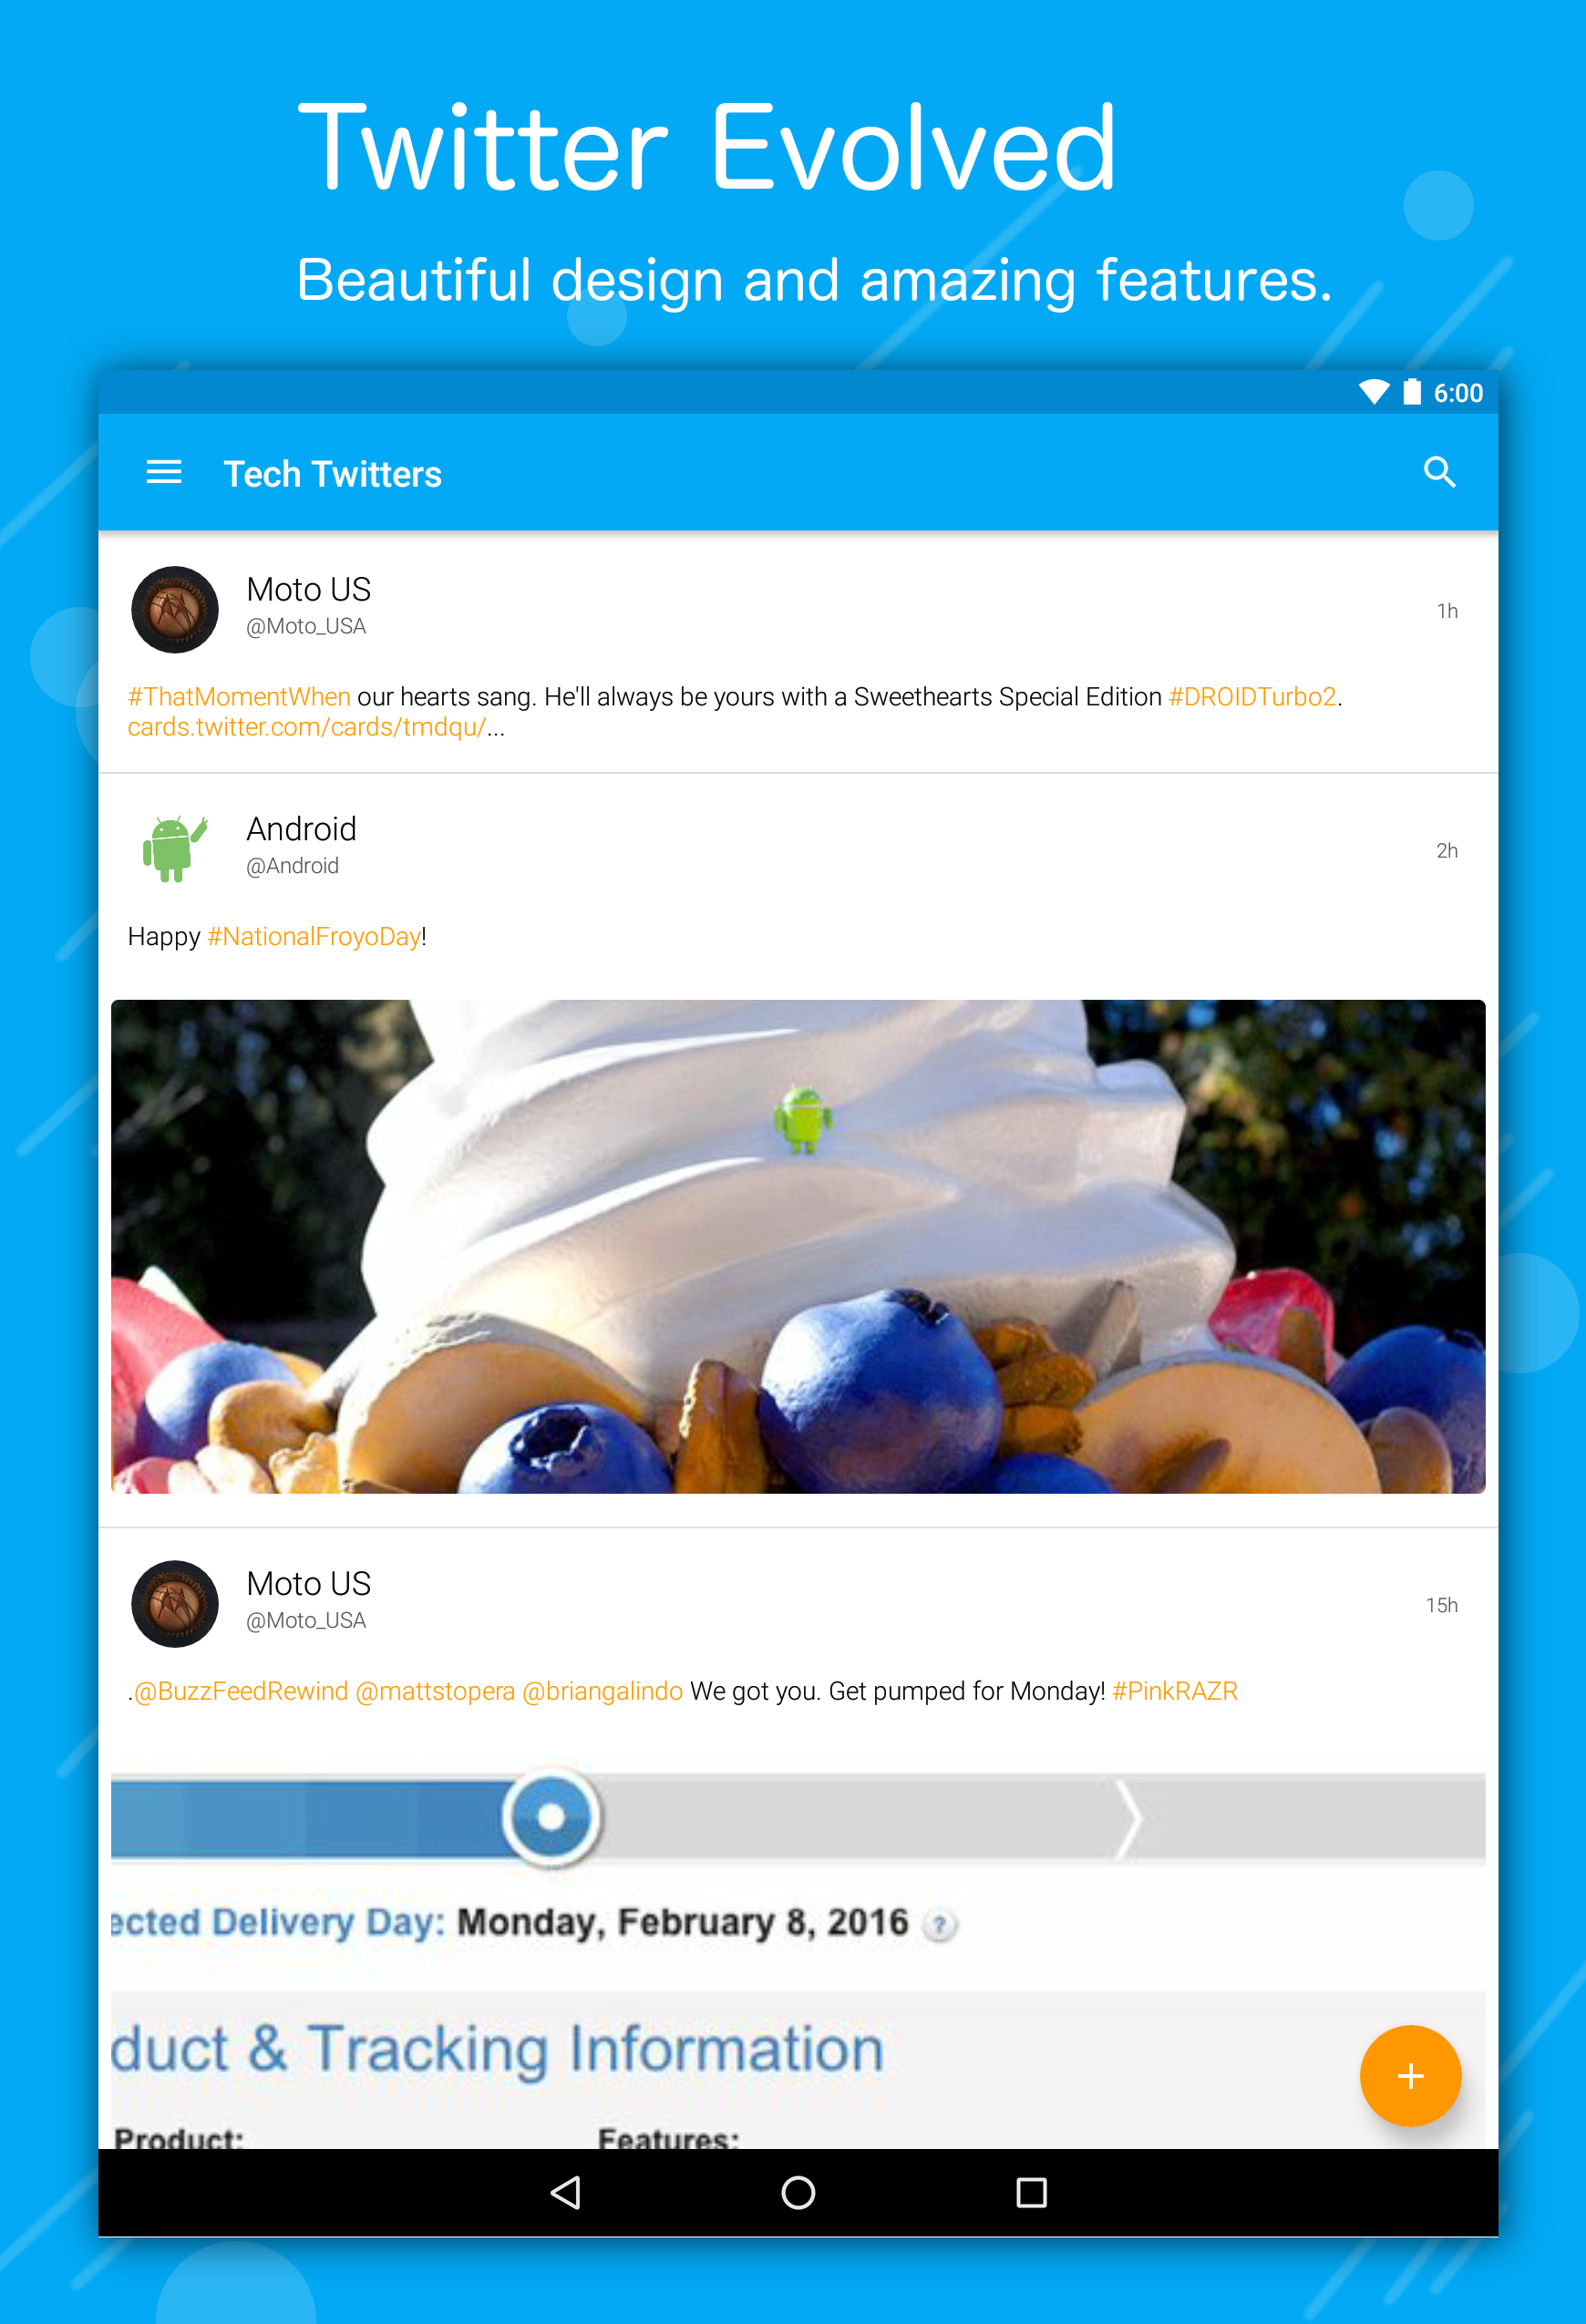 Twitter Evolved
Beautiful design and amazing features.
6:00
Tech Twitters
Moto US
@Moto_USA
1h
#ThatMomentWhen our hearts sang. He'll always be yours with a Sweethearts Special Edition #DROIDTurbo2.
cards.twitter.com/cards/tmdqu/...
Android
@Android
2h
Happy #NationalFroyoDay!
Moto US
@Moto_USA
15h
.@BuzzFeedRewind @mattstopera @briangalindo We got you. Get pumped for Monday! #PinkRAZR
ected Delivery Day: Monday, February 8, 2016 ?
duct & Tracking Information
Product: Features: